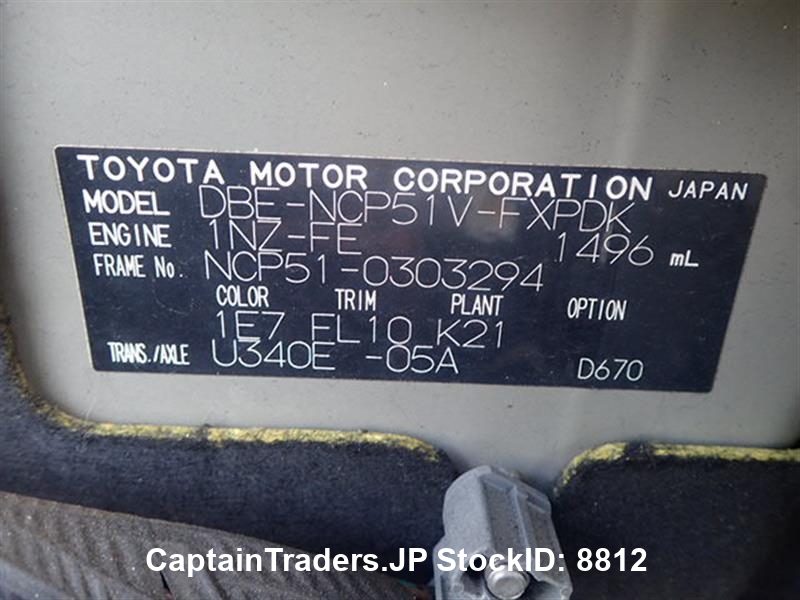 TOYOTA MOTOR CORPORATION JAPAN
MODEL DBE-NCP51V-FXPDK
ENGINE 1NZ-FE 1496 mL
FRAME No. NCP51-0303294
COLOR TRIM PLANT OPTION
1E7 FL10 K21
TRANS./AXLE U340E -05A D670
CaptainTraders.JP StockID: 8812